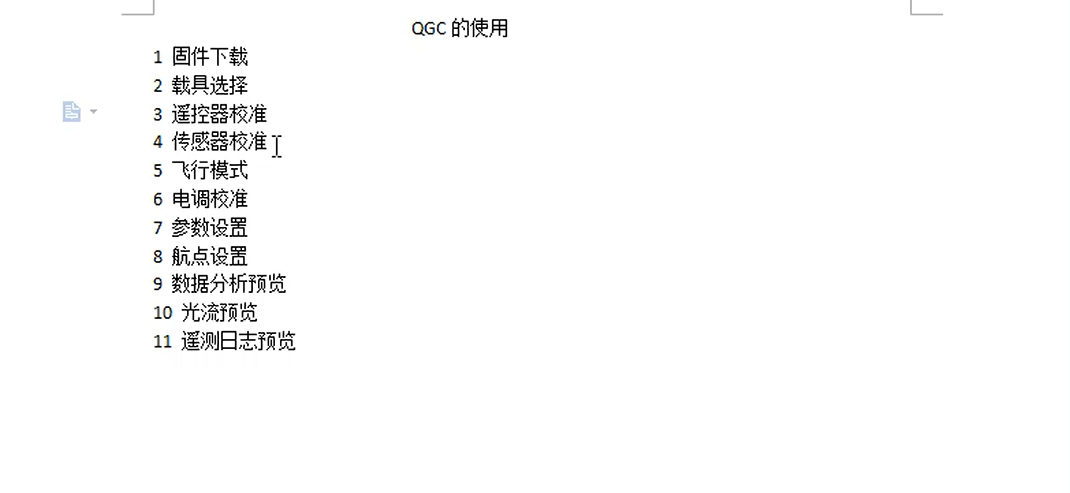 QGC 的使用
1 固件下载
2 载具选择
3 遥控器校准
4 传感器校准
5 飞行模式
6 电调校准
7 参数设置
8 航点设置
9 数据分析预览
10 光流预览
11 遥测日志预览